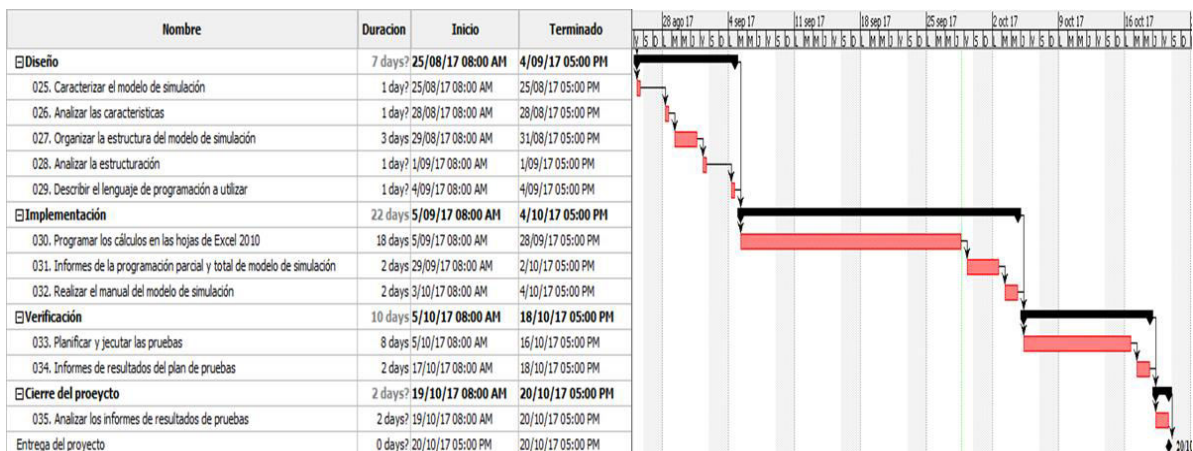 Nombre Duracion Inicio Terminado
28 ago 17 4 sep 17 11 sep 17 18 sep 17 25 sep 17 2 oct 17 9 oct 17 16 oct 17
Diseño 7 days? 25/08/17 08:00 AM 4/09/17 05:00 PM
025. Caracterizar el modelo de simulación 1 day? 25/08/17 08:00 AM 25/08/17 05:00 PM
026. Analizar las caracteristicas 1 day? 28/08/17 08:00 AM 28/08/17 05:00 PM
027. Organizar la estructura del modelo de simulación 3 days 29/08/17 08:00 AM 31/08/17 05:00 PM
028. Analizar la estructuración 1 day? 1/09/17 08:00 AM 1/09/17 05:00 PM
029. Describir el lenguaje de programación a utilizar 1 day? 4/09/17 08:00 AM 4/09/17 05:00 PM
Implementación 22 days 5/09/17 08:00 AM 4/10/17 05:00 PM
030. Programar los cálculos en las hojas de Excel 2010 18 days 5/09/17 08:00 AM 28/09/17 05:00 PM
031. Informes de la programación parcial y total de modelo de simulación 2 days 29/09/17 08:00 AM 2/10/17 05:00 PM
032. Realizar el manual del modelo de simulación 2 days 3/10/17 08:00 AM 4/10/17 05:00 PM
Verificación 10 days 5/10/17 08:00 AM 18/10/17 05:00 PM
033. Planificar y jecutar las pruebas 8 days 5/10/17 08:00 AM 16/10/17 05:00 PM
034. Informes de resultados del plan de pruebas 2 days 17/10/17 08:00 AM 18/10/17 05:00 PM
Cierre del proeycto 2 days? 19/10/17 08:00 AM 20/10/17 05:00 PM
035. Analizar los informes de resultados de pruebas 2 days? 19/10/17 08:00 AM 20/10/17 05:00 PM
Entrega del proyecto 0 days? 20/10/17 05:00 PM 20/10/17 05:00 PM